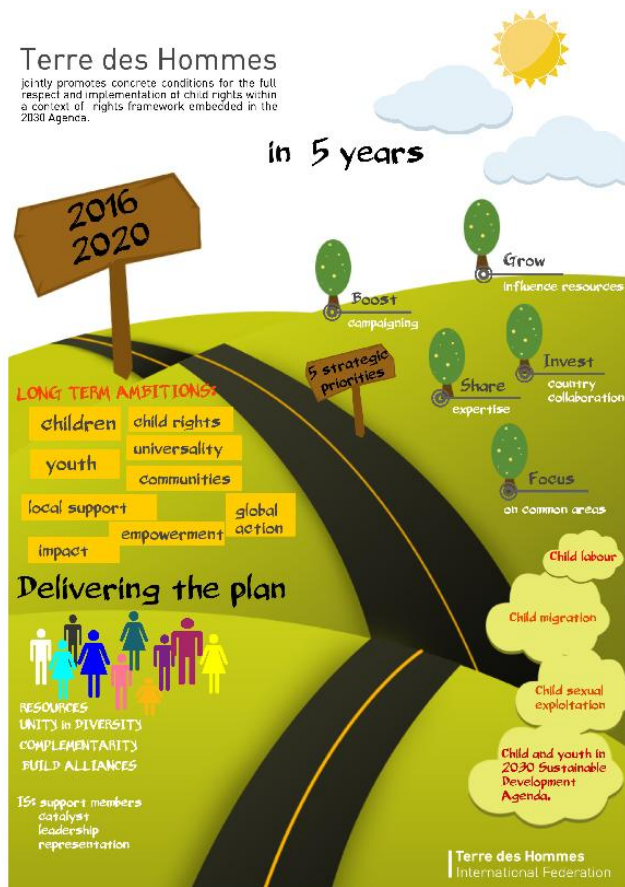 Terre des Hommes
jointly promotes concrete conditions for the full
respect and implementation of child rights within
a context of rights framework embedded in the
2030 Agenda.
in 5 years
2016
2020
Grow
influence resources
Boost
campaigning
5 strategic
priorities
Invest
country
collaboration
Share
expertise
Focus
on common areas
LONG TERM AMBITIONS:
children
child rights
universality
youth
communities
local support
global
action
empowerment
impact
Child labour
Child migration
Child sexual
exploitation
Child and youth in
2030 Sustainable
Development
Agenda.
Delivering the plan
RESOURCES
UNITY in DIVERSITY
COMPLEMENTARITY
BUILD ALLIANCES
IS: support members
catalyst
leadership
representation
Terre des Hommes
International Federation